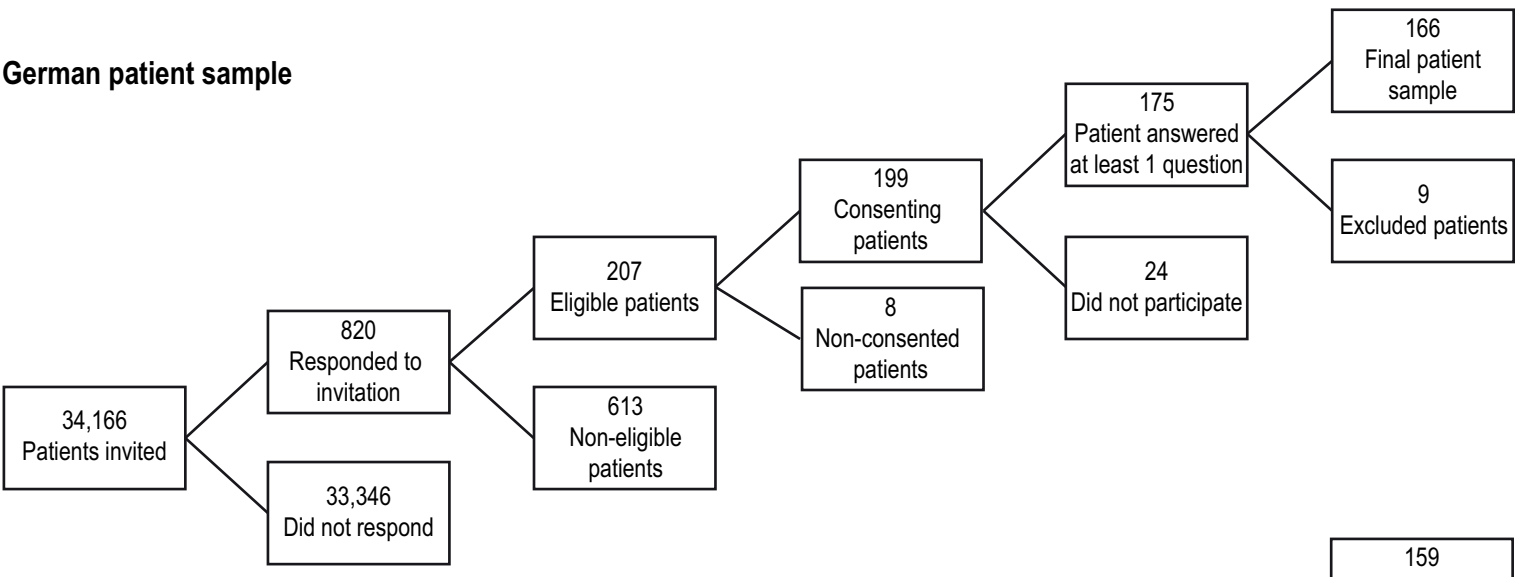 German patient sample
34,166
Patients invited
820
Responded to
invitation
33,346
Did not respond
207
Eligible patients
613
Non-eligible
patients
199
Consenting
patients
8
Non-consented
patients
175
Patient answered
at least 1 question
24
Did not participate
166
Final patient
sample
9
Excluded patients
159